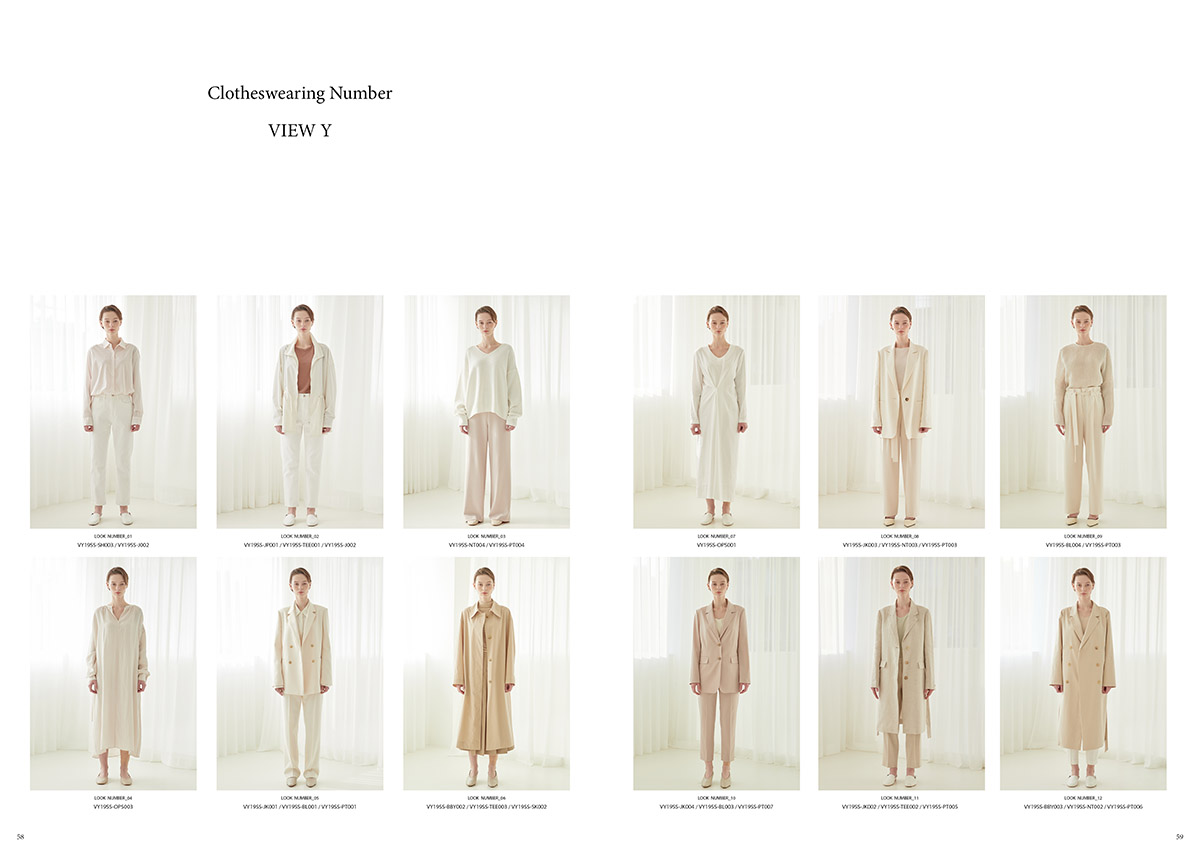 Clotheswearing Number
VIEW Y
LOOK NUMBER_01
VY19SS-SH003 / VY19SS-J002
LOOK NUMBER_02
VY19SS-JP001 / VY19SS-TEE001 / VY19SS-J002
LOOK NUMBER_03
VY19SS-NT004 / VY19SS-PT004
LOOK NUMBER_04
VY19SS-OPS003
LOOK NUMBER_05
VY19SS-JK001 / VY19SS-BL001 / VY19SS-PT001
LOOK NUMBER_06
VY19SS-BBY002 / VY19SS-TEE003 / VY19SS-SK002
58
LOOK NUMBER_07
VY19SS-OPS001
LOOK NUMBER_08
VY19SS-JK003 / VY19SS-NT003 / VY19SS-PT003
LOOK NUMBER_09
VY19SS-BL004 / VY19SS-PT003
LOOK NUMBER_10
VY19SS-JK004 / VY19SS-BL003 / VY19SS-PT007
LOOK NUMBER_11
VY19SS-JK002 / VY19SS-TEE002 / VY19SS-PT005
LOOK NUMBER_12
VY19SS-BBY003 / VY19SS-NT002 / VY19SS-PT006
59